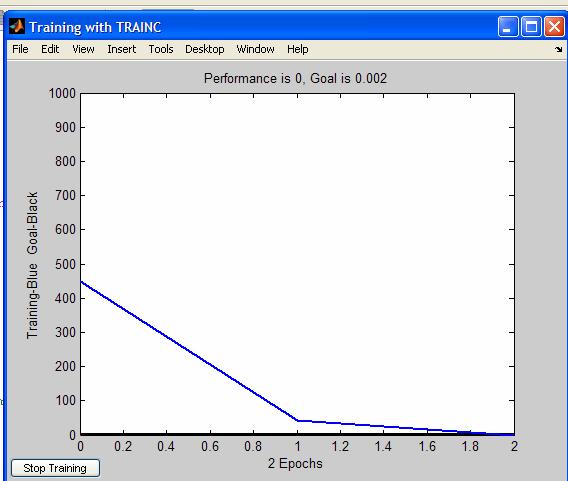 Training with TRAINC
File Edit View Insert Tools Desktop Window Help
Performance is 0, Goal is 0.002
1000
900
800
700
600
500
400
300
200
100
0
Training-Blue Goal-Black
0 0.2 0.4 0.6 0.8 1 1.2 1.4 1.6 1.8 2
2 Epochs
Stop Training